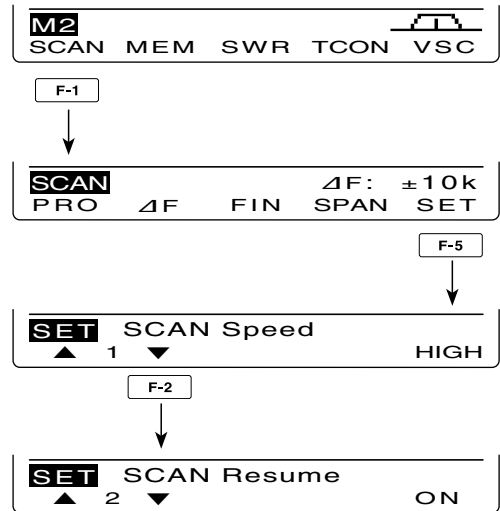 M2
SCAN MEM SWR TCON VSC
F-1
SCAN ⊿F: ±10k
PRO ⊿F FIN SPAN SET
F-5
SET SCAN Speed
▲ 1 ▼ HIGH
F-2
SET SCAN Resume
▲ 2 ▼ ON